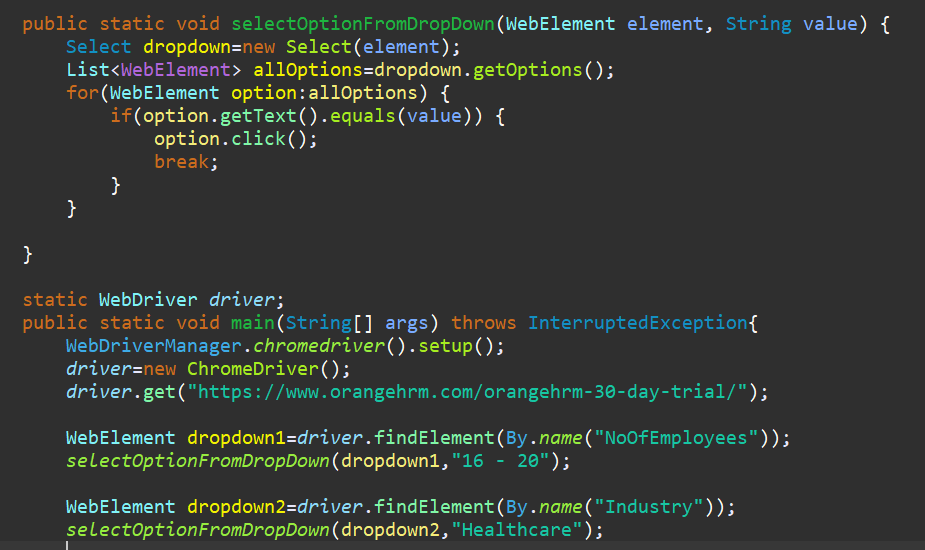 public static void selectOptionFromDropDown(WebElement element, String value) {
Select dropdown=new Select(element);
List<WebElement> allOptions=dropdown.getOptions();
for(WebElement option:allOptions) {
if(option.getText().equals(value)) {
option.click();
break;
}
}
}
static WebDriver driver;
public static void main(String[] args) throws InterruptedException{
WebDriverManager.chromedriver().setup();
driver=new ChromeDriver();
driver.get("https://www.orangehrm.com/orangehrm-30-day-trial/");
WebElement dropdown1=driver.findElement(By.name("NoOfEmployees"));
selectOptionFromDropDown(dropdown1,"16 - 20");
WebElement dropdown2=driver.findElement(By.name("Industry"));
selectOptionFromDropDown(dropdown2,"Healthcare");